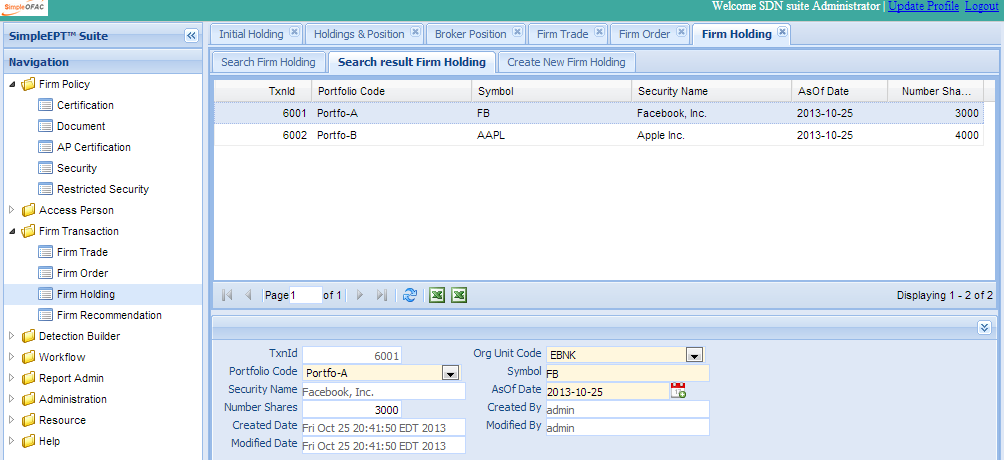 SimpleOFAC
Welcome SDN suite Administrator | Update Profile Logout
SimpleEPT™ Suite
Initial Holding Holdings & Position Broker Position Firm Trade Firm Order Firm Holding
Navigation
Search Firm Holding Search result Firm Holding Create New Firm Holding
Firm Policy
Certification
Document
AP Certification
Security
Restricted Security
Access Person
Firm Transaction
Firm Trade
Firm Order
Firm Holding
Firm Recommendation
Detection Builder
Workflow
Report Admin
Administration
Resource
Help
TxnId Portfolio Code Symbol Security Name AsOf Date Number Sha...
6001 Portfo-A FB Facebook, Inc. 2013-10-25 3000
6002 Portfo-B AAPL Apple Inc. 2013-10-25 4000
Page 1 of 1 Displaying 1 - 2 of 2
TxnId 6001 Org Unit Code EBNK
Portfolio Code Portfo-A Symbol FB
Security Name Facebook, Inc. AsOf Date 2013-10-25
Number Shares 3000 Created By admin
Created Date Fri Oct 25 20:41:50 EDT 2013 Modified By admin
Modified Date Fri Oct 25 20:41:50 EDT 2013